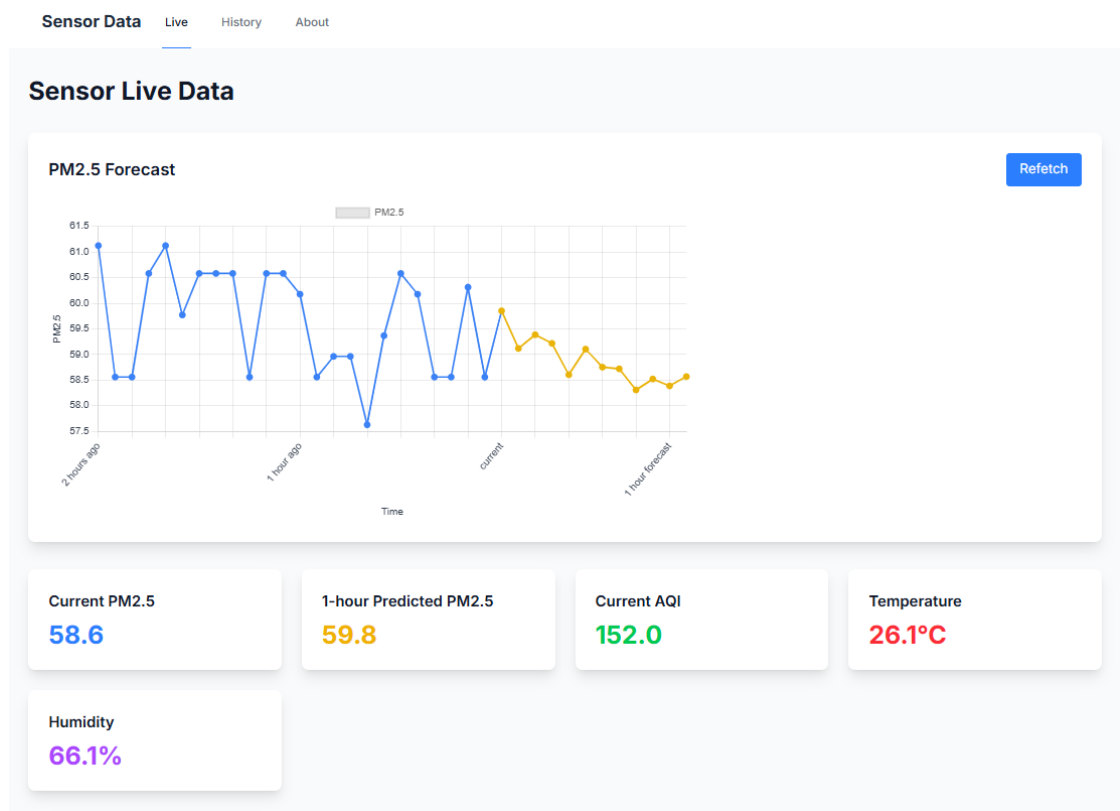 Sensor Data Live History About
Sensor Live Data
PM2.5 Forecast
Refetch
PM2.5
61.5
61.0
60.5
60.0
59.5
59.0
58.5
58.0
57.5
PM2.5
2 hours ago
1 hour ago
current
1 hour forecast
Time
Current PM2.5
58.6
1-hour Predicted PM2.5
59.8
Current AQI
152.0
Temperature
26.1°C
Humidity
66.1%